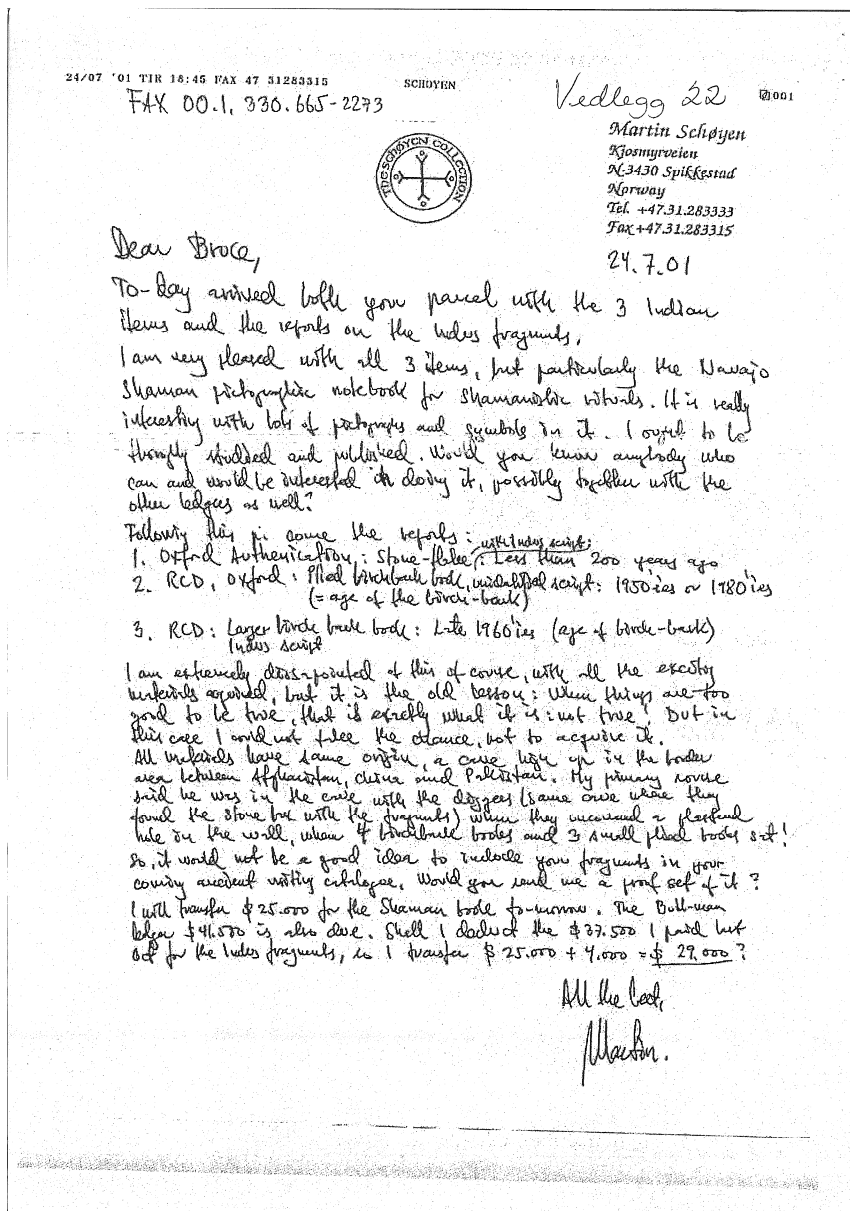 24/07 '01 TIR 18:45 FAX 47 31283315 SCHOYEN 001
FAX 00.1, 330.665-2273
Vedlegg 22
THE SCHØYEN COLLECTION
Martin Schøyen
Kjosmyrveien
N-3430 Spikkestad
Norway
Tel. +47.31.283333
Fax +47.31.283315
24.7.01
Dear Bruce,
To-day arrived both your parcel with the 3 Indian
items and the reports on the Indus fragments.
I am very pleased with all 3 items, but particularly the Navajo
Shaman pictographic notebook for Shamanistic rituals. It is really
interesting with lots of pictographs and symbols in it. I ought to be
studied and published. Would you know anybody who
can and would be interested in doing it, possibly together with the
other ledgers as well?
Following this come the reports:
1. Oxford Authentication: Stone-flake with Indus script: Less than 200 years ago
2. RCD, Oxford: Plied birchbark book, script: 1950'ies or 1980'ies
(= age of the birch-bark)
3. RCD: Larger birch bark book: Late 1960'ies (age of birch-bark)
Indus script
I am extremely of this of course, with all the
materials acquired, but it is the old lesson: When things are too
good to be true, that is exactly what it is: not true! But in
this case I could not take the chance, not to acquire it.
All materials have same origin, a cave high up in the border
area between Afghanistan, China and Pakistan. My primary source
said he was in the cave with the diggers (same cave where they
found the stone box with the fragments) when they uncovered a
hole in the wall, where 4 birchbark books and 3 small plied books sat!
So, it would not be a good idea to include your fragments in your
coming ancient writing catalogue. Would you send me a proof set of it?
I will transfer $25.000 for the Shaman book to-morrow. The Bull-man
ledger $41.500 is also due. Shall I deduct the $37.500 I paid last
Oct for the Indus fragments, so I transfer $25.000 + 4.000 = $29.000?
All the best,
Martin.